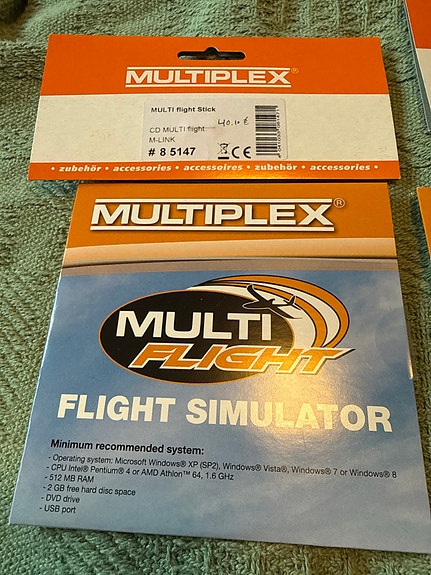 MULTIPLEX®
MULTI flight Stick
40.10 €
CD MULTI flight
M-LINK
# 8 5147
CE
• zubehör • accessories • accessoires • zubehör • accessories •
MULTIPLEX®
MULTI
FLIGHT
FLIGHT SIMULATOR
Minimum recommended system:
- Operating system: Microsoft Windows® XP (SP2), Windows® Vista®, Windows® 7 or Windows® 8
- CPU Intel® Pentium® 4 or AMD Athlon™ 64, 1.6 GHz
- 512 MB RAM
- 2 GB free hard disc space
- DVD drive
- USB port